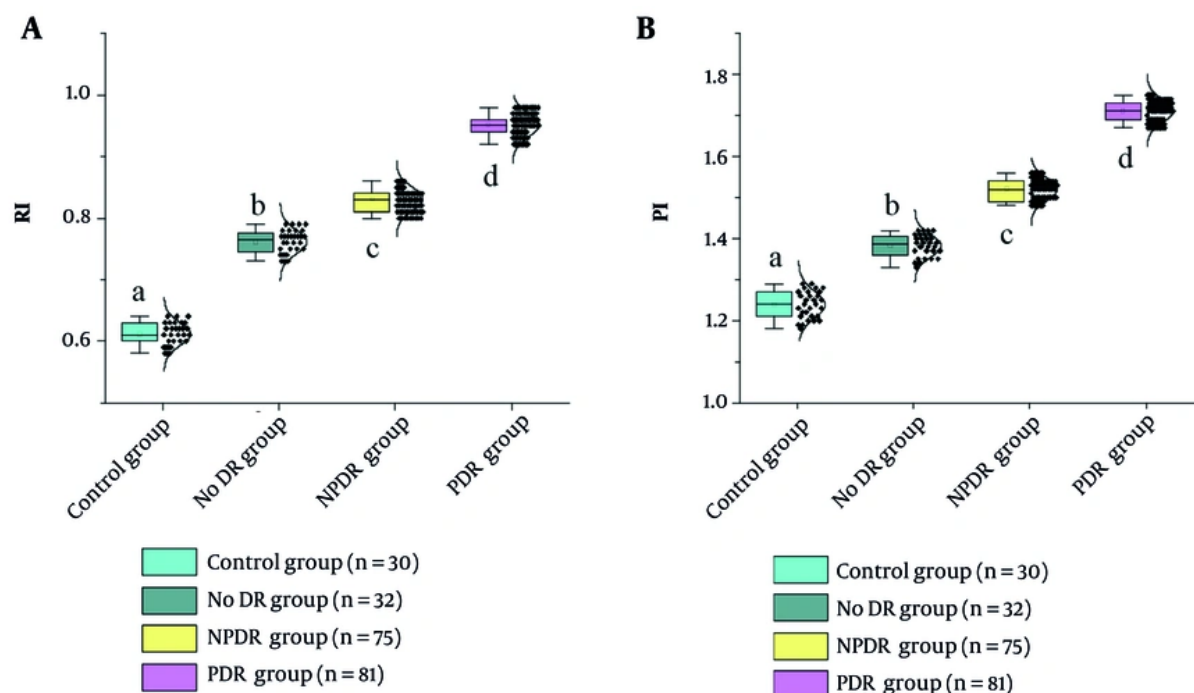 A
RI
1.0
0.8
0.6
a
b
c
d
Control group
No DR group
NPDR group
PDR group
Control group (n = 30)
No DR group (n = 32)
NPDR group (n = 75)
PDR group (n = 81)
B
PI
1.8
1.6
1.4
1.2
1.0
a
b
c
d
Control group
No DR group
NPDR group
PDR group
Control group (n = 30)
No DR group (n = 32)
NPDR group (n = 75)
PDR group (n = 81)